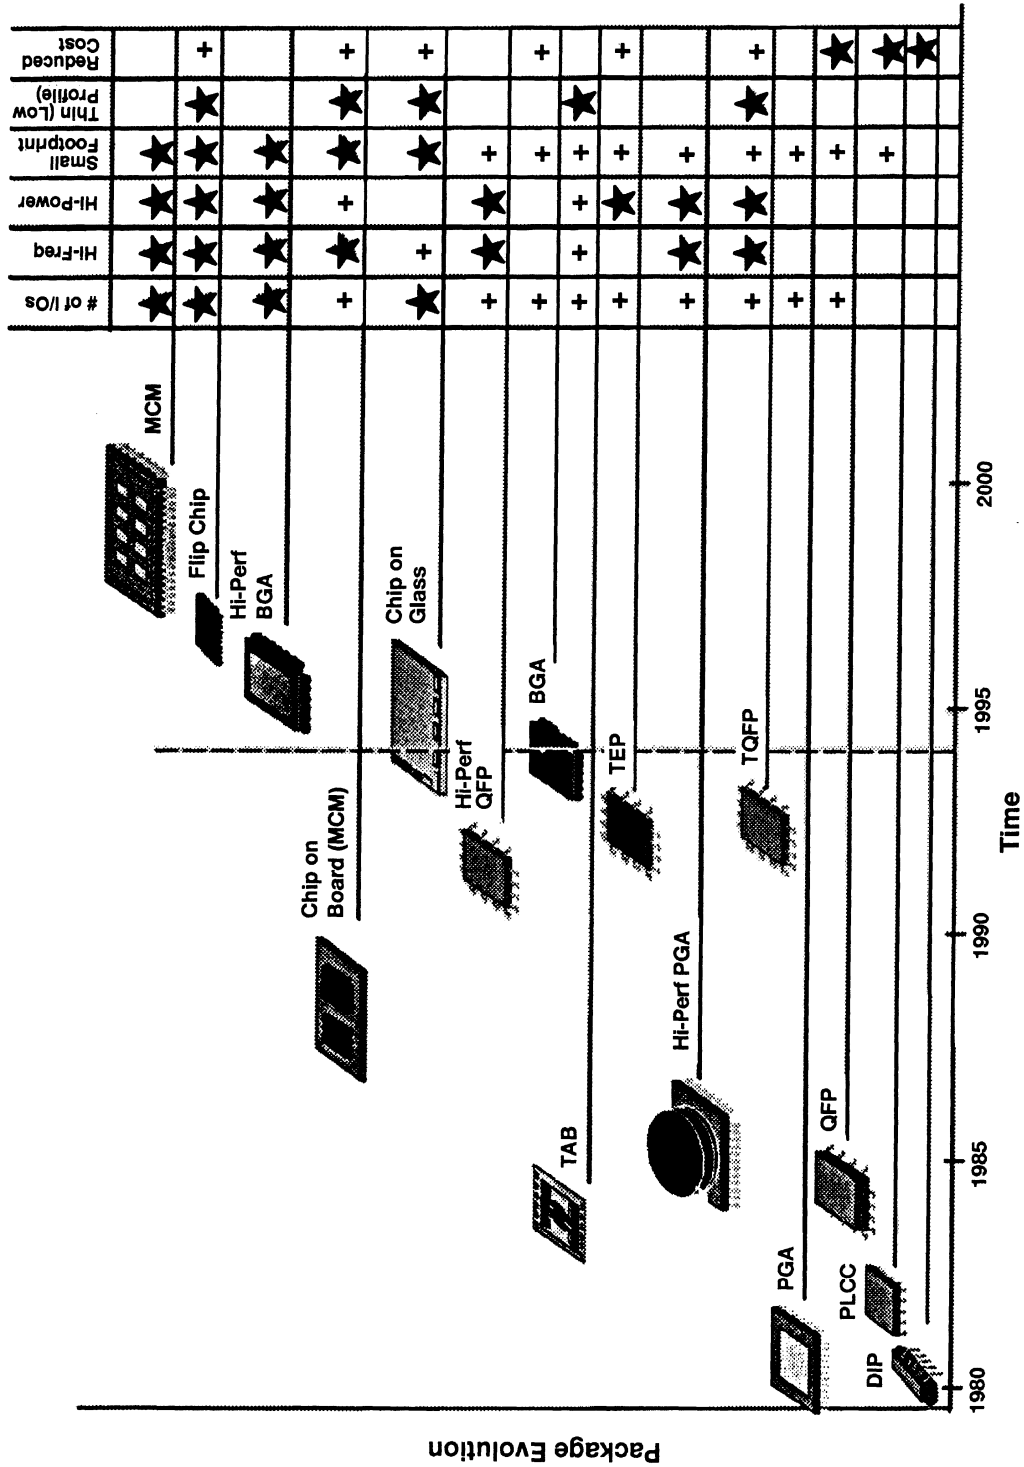 # of I/Os
Hi-Freq
Hi-Power
Small
Footprint
Thin (Low
Profile)
Reduced
Cost
MCM
Flip Chip
Hi-Perf
BGA
Chip on
Board (MCM)
Chip on
Glass
Hi-Perf
QFP
BGA
TAB
TEP
Hi-Perf PGA
TQFP
PGA
QFP
PLCC
DIP
1980
1985
1990
1995
2000
Time
Package Evolution